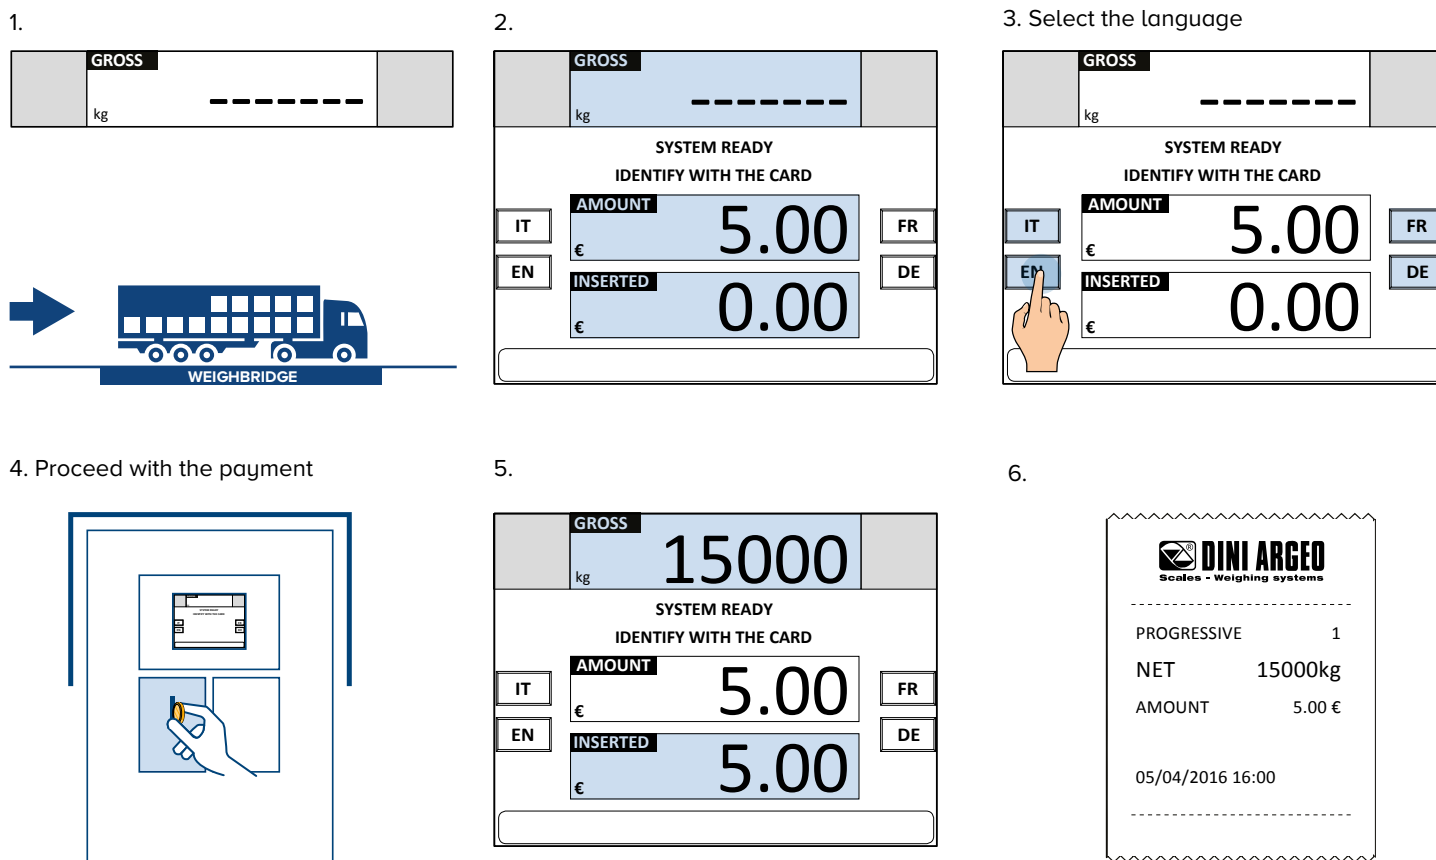 1.
GROSS
kg
-------
WEIGHBRIDGE
2.
GROSS
kg
-------
SYSTEM READY
IDENTIFY WITH THE CARD
AMOUNT
€ 5.00
INSERTED
€ 0.00
IT
EN
FR
DE
3. Select the language
GROSS
kg
-------
SYSTEM READY
IDENTIFY WITH THE CARD
AMOUNT
€ 5.00
INSERTED
€ 0.00
IT
EN
FR
DE
4. Proceed with the payment
5.
GROSS
kg 15000
SYSTEM READY
IDENTIFY WITH THE CARD
AMOUNT
€ 5.00
INSERTED
€ 5.00
IT
EN
FR
DE
6.
® DINI ARGEO
Scales - Weighing systems
PROGRESSIVE 1
NET 15000kg
AMOUNT 5.00 €
05/04/2016 16:00